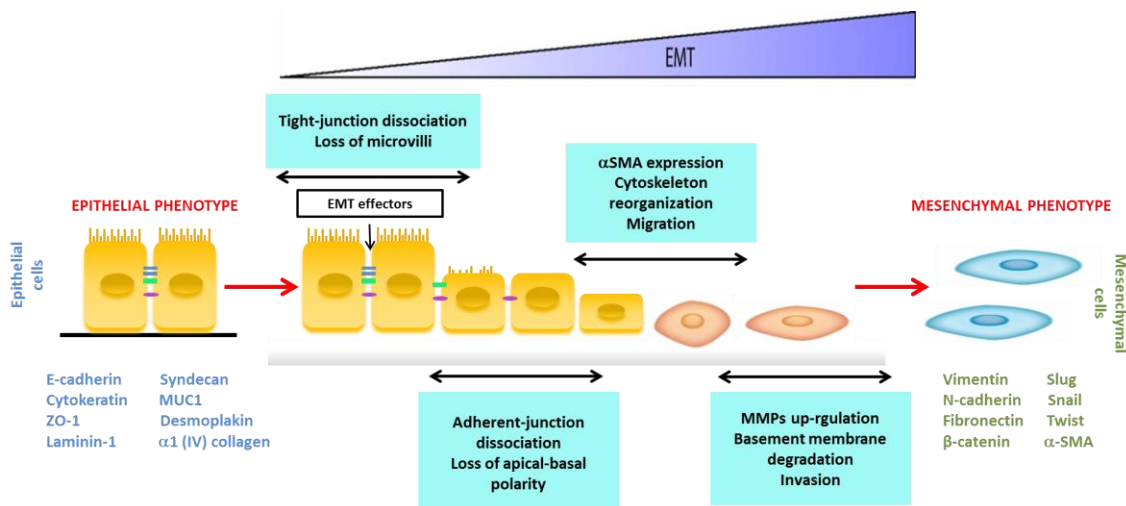 EMT
Tight-junction dissociation
Loss of microvilli
αSMA expression
Cytoskeleton
reorganization
Migration
EMT effectors
EPITHELIAL PHENOTYPE
MESENCHYMAL PHENOTYPE
Epithelial
cells
Mesenchymal
cells
E-cadherin Syndecan
Cytokeratin MUC1
ZO-1 Desmoplakin
Laminin-1 α1 (IV) collagen
Adherent-junction
dissociation
Loss of apical-basal
polarity
MMPs up-rgulation
Basement membrane
degradation
Invasion
Vimentin Slug
N-cadherin Snail
Fibronectin Twist
β-catenin α-SMA